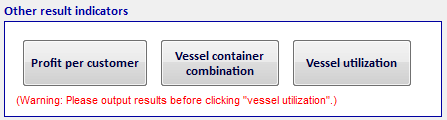 Other result indicators
Profit per customer
Vessel container
combination
Vessel utilization
(Warning: Please output results before clicking "vessel utilization".)